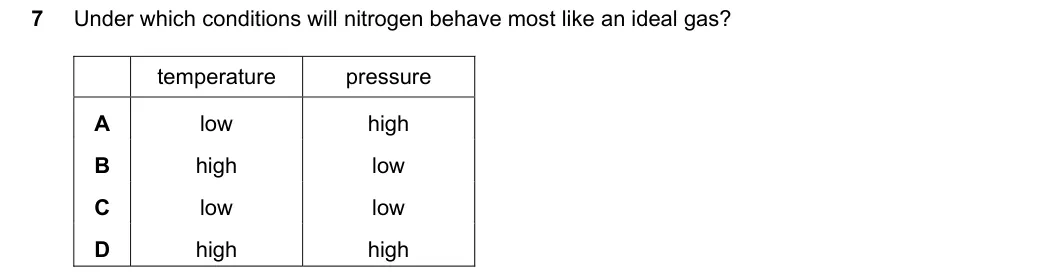 7 Under which conditions will nitrogen behave most like an ideal gas?
temperature pressure
A low high
B high low
C low low
D high high